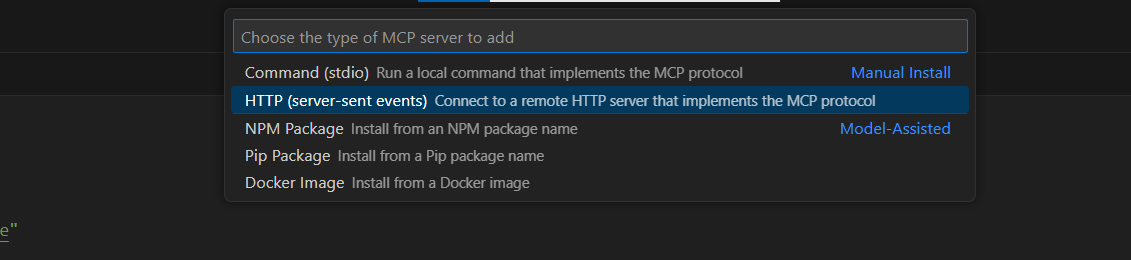 Choose the type of MCP server to add
Command (stdio) Run a local command that implements the MCP protocol Manual Install
HTTP (server-sent events) Connect to a remote HTTP server that implements the MCP protocol
NPM Package Install from an NPM package name Model-Assisted
Pip Package Install from a Pip package name
Docker Image Install from a Docker image
e"